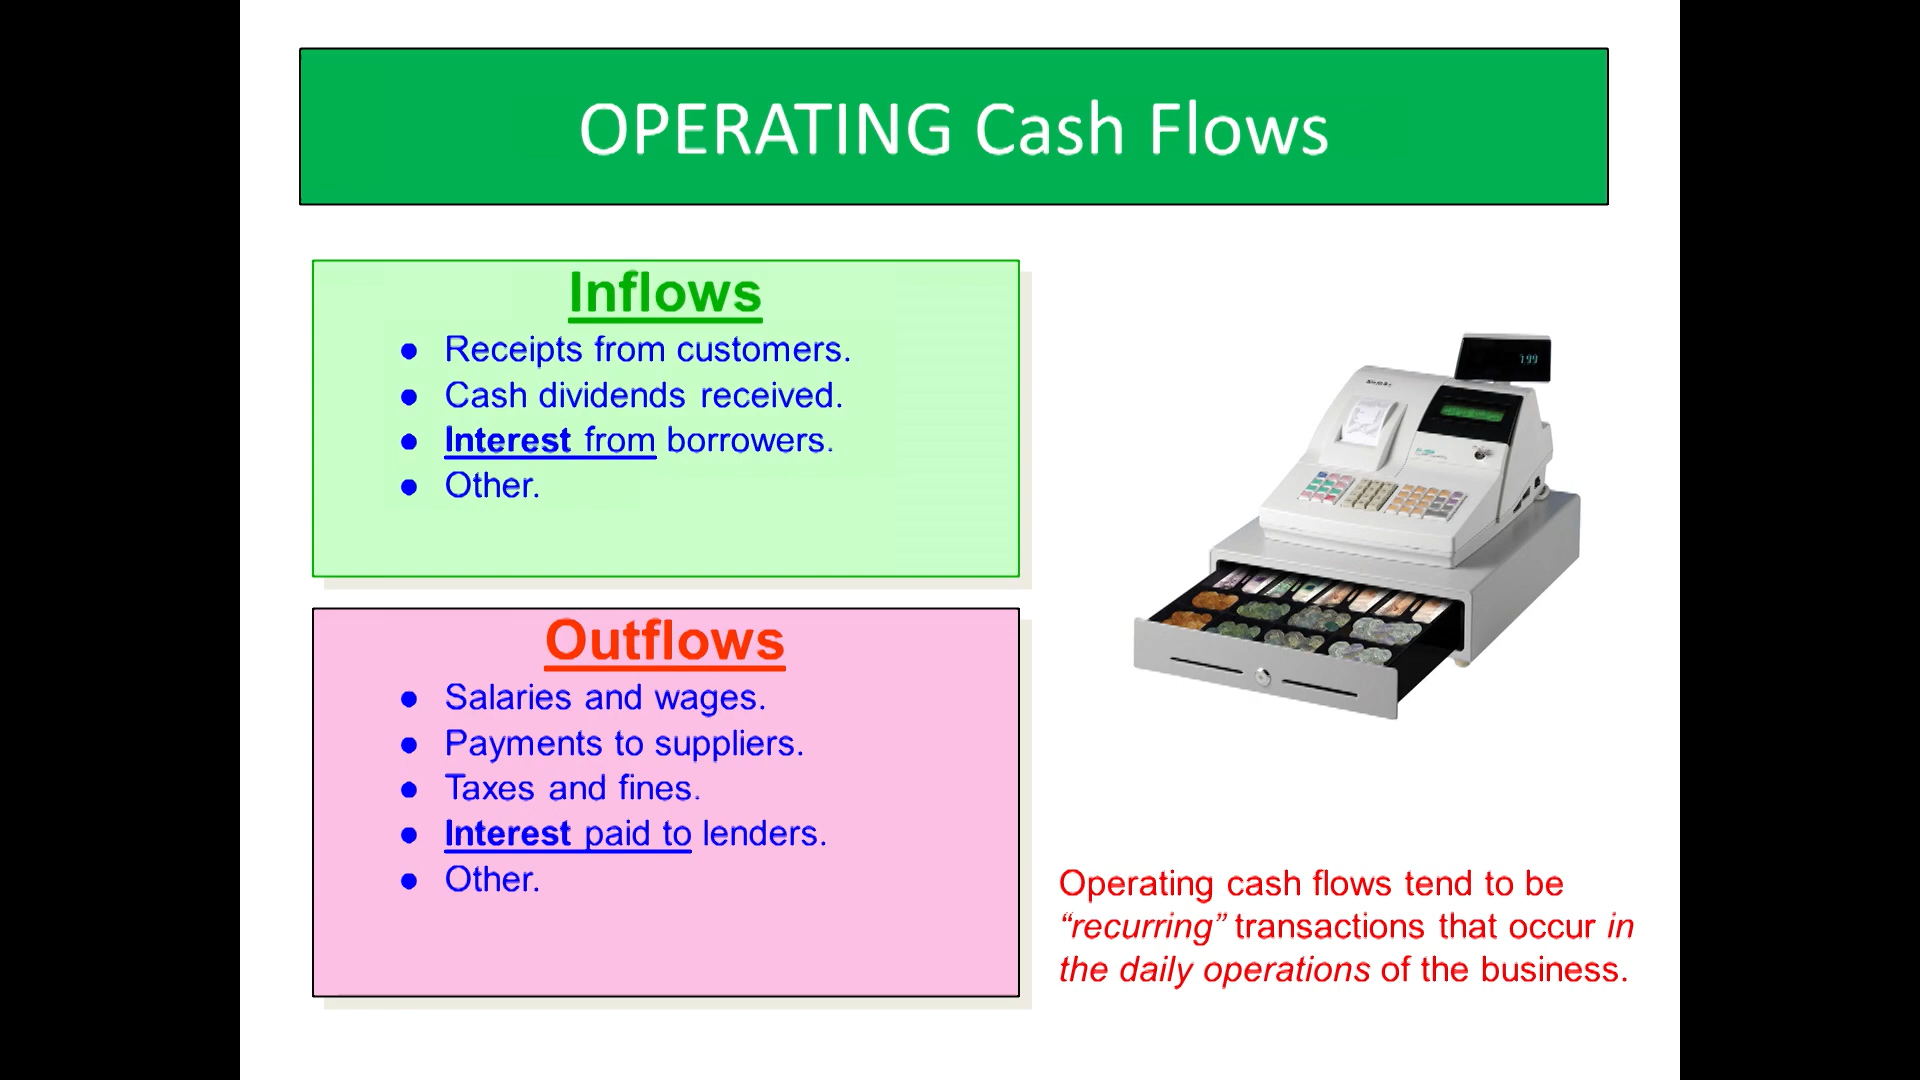 OPERATING Cash Flows
Inflows
● Receipts from customers.
● Cash dividends received.
● Interest from borrowers.
● Other.
Outflows
● Salaries and wages.
● Payments to suppliers.
● Taxes and fines.
● Interest paid to lenders.
● Other.
Operating cash flows tend to be
“recurring” transactions that occur in
the daily operations of the business.